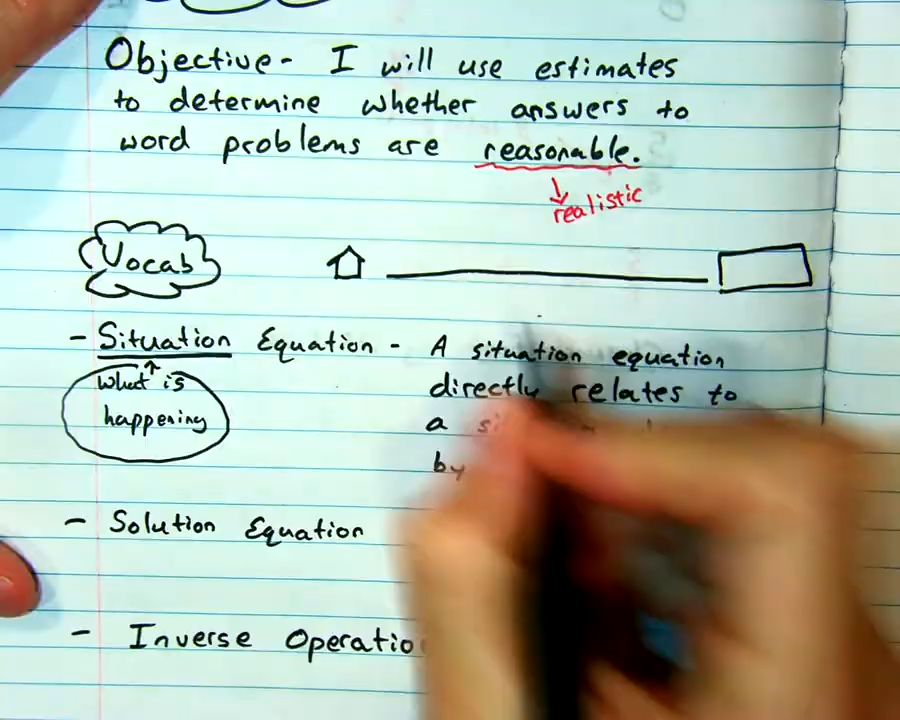 Objective - I will use estimates
to determine whether answers to
word problems are reasonable.
realistic
Vocab
- Situation Equation - A situation equation
directly relates to
a
by
what is
happening
- Solution Equation
- Inverse